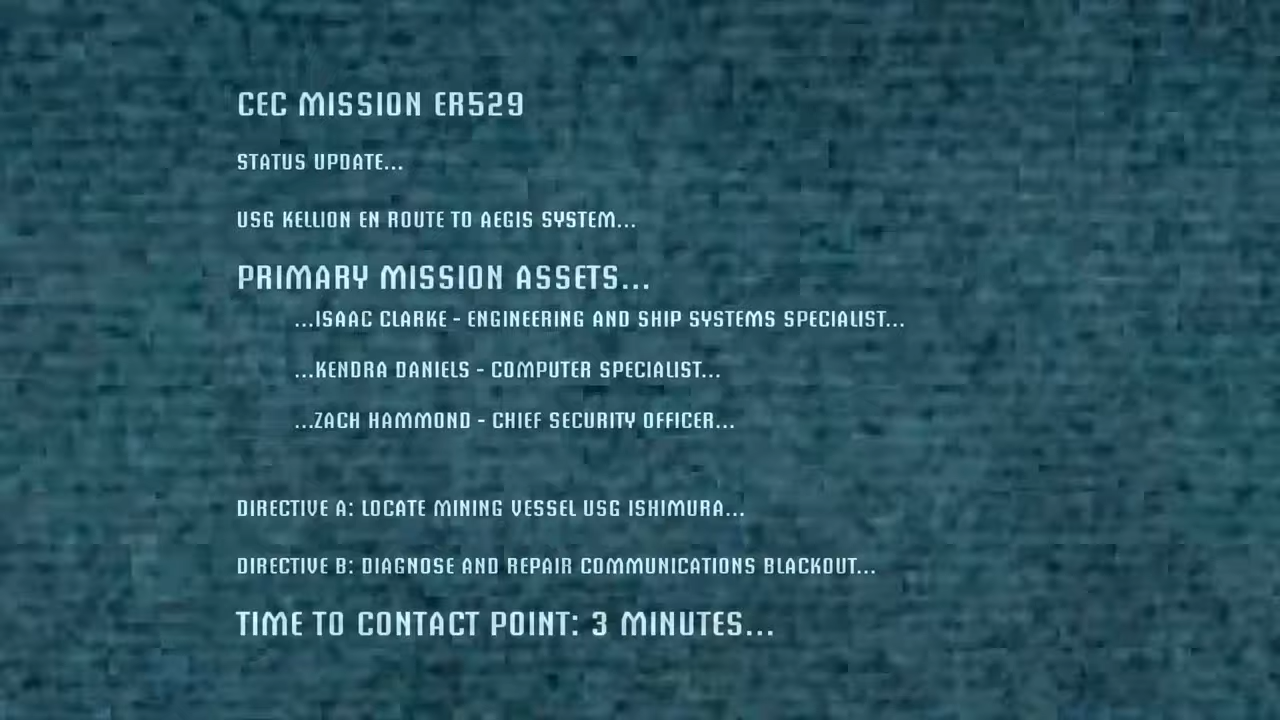 CEC MISSION ER529
STATUS UPDATE...
USG KELLION EN ROUTE TO AEGIS SYSTEM...
PRIMARY MISSION ASSETS...
...ISAAC CLARKE - ENGINEERING AND SHIP SYSTEMS SPECIALIST...
...KENDRA DANIELS - COMPUTER SPECIALIST...
...ZACH HAMMOND - CHIEF SECURITY OFFICER...
DIRECTIVE A: LOCATE MINING VESSEL USG ISHIMURA...
DIRECTIVE B: DIAGNOSE AND REPAIR COMMUNICATIONS BLACKOUT...
TIME TO CONTACT POINT: 3 MINUTES...